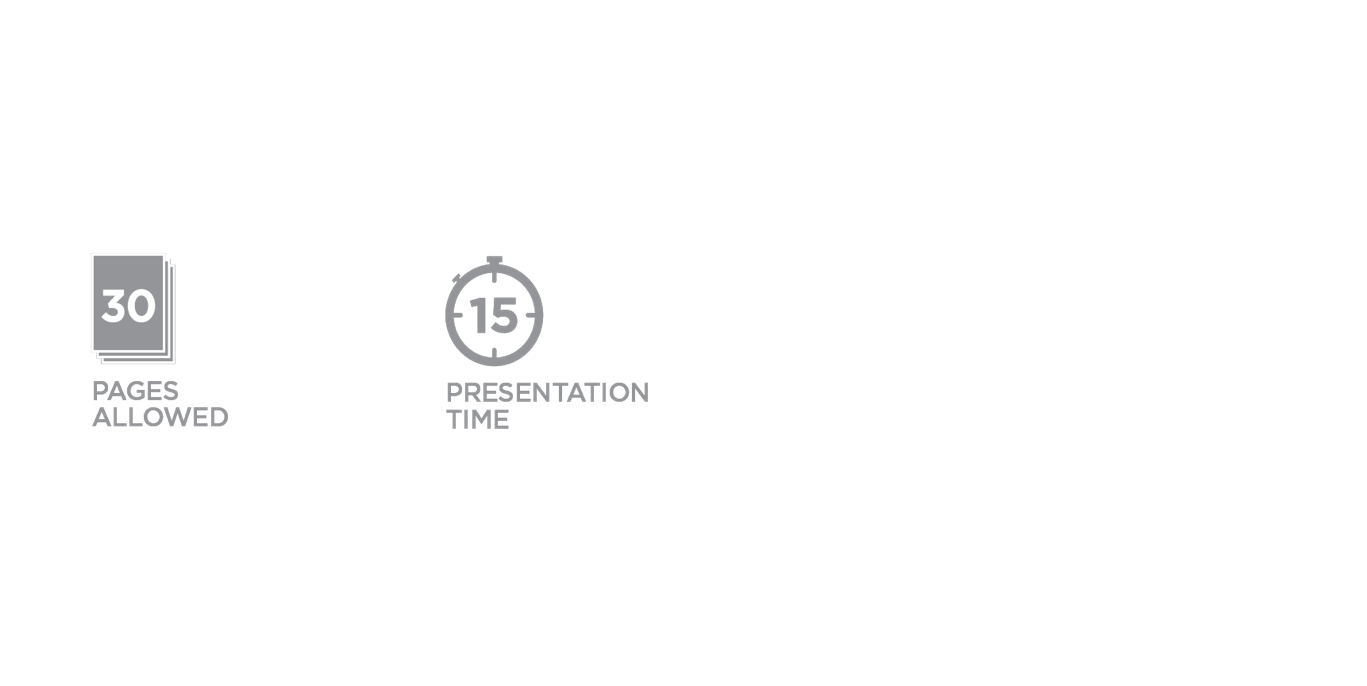 30
PAGES
ALLOWED
15
PRESENTATION
TIME